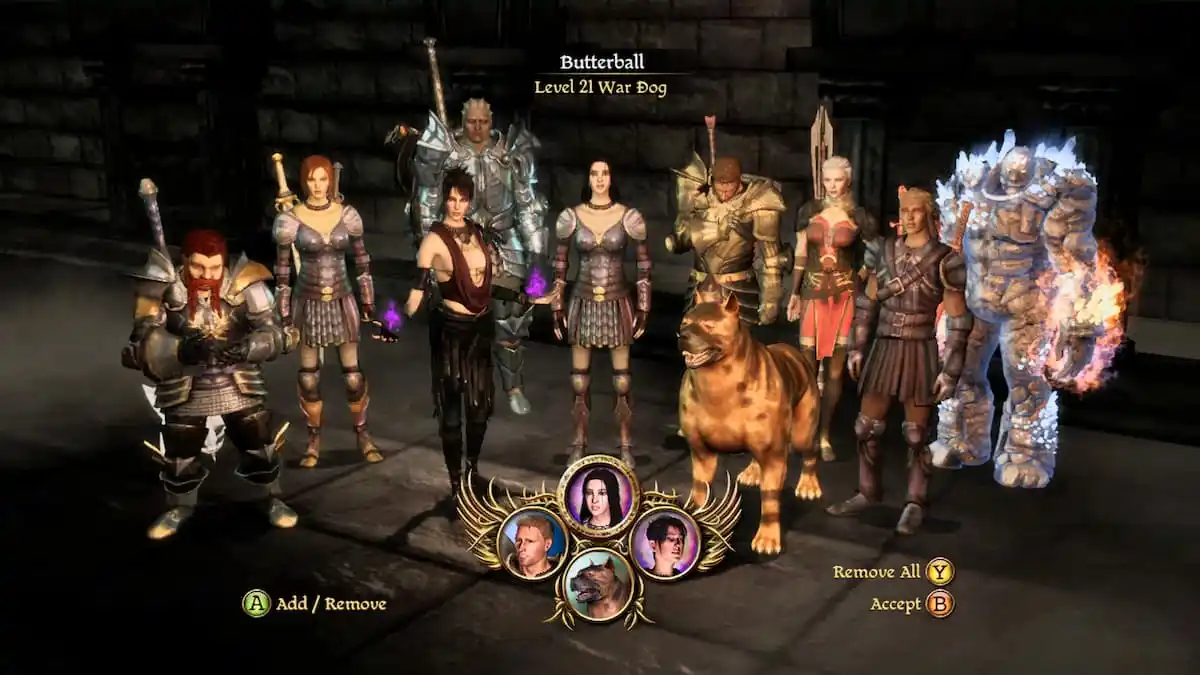 Butterball
Level 21 War Dog
Remove All Y
A Add / Remove
Accept B